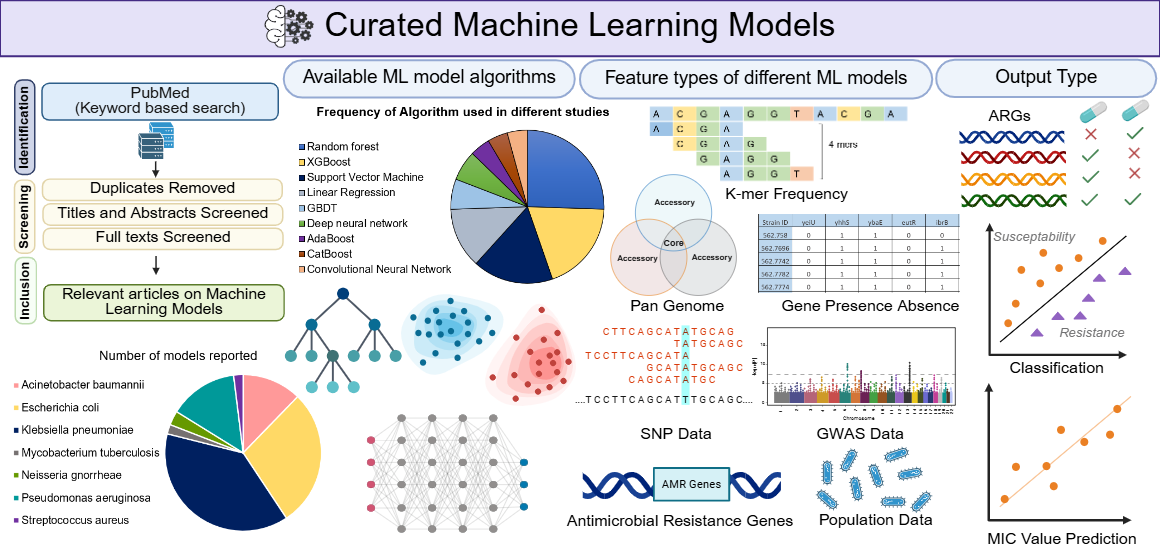 Curated Machine Learning Models
Identification
PubMed
(Keyword based search)
Screening
Duplicates Removed
Titles and Abstracts Screened
Full texts Screened
Inclusion
Relevant articles on Machine
Learning Models
Number of models reported
Acinetobacter baumannii
Escherichia coli
Klebsiella pneumoniae
Mycobacterium tuberculosis
Neisseria gnorrheae
Pseudomonas aeruginosa
Streptococcus aureus
Available ML model algorithms
Frequency of Algorithm used in different studies
Random forest
XGBoost
Support Vector Machine
Linear Regression
GBDT
Deep neural network
AdaBoost
CatBoost
Convolutional Neural Network
Feature types of different ML models
A C G A G G T A C G A
A C G A
C G A G
G A G G
A G G T
4 mers
K-mer Frequency
Accessory
Core
Accessory
Accessory
Pan Genome
Strain ID yeiU yhhS ybaE eutR ibrB
562.758 0 1 1 0 0
562.7696 0 1 1 0 1
562.7742 0 1 1 0 1
562.7782 0 1 1 0 1
562.7774 0 1 1 0 1
Gene Presence Absence
CTTCAGCATATGCAG
TATGCAGC
TCCTTCAGCATA
GCATATGCAGC
CAGCATATGC
....TCCTTCAGCATTTGCAGC....
SNP Data
Chromosome
GWAS Data
AMR Genes
Antimicrobial Resistance Genes
Population Data
Output Type
ARGs
Susceptability
Resistance
Classification
MIC Value Prediction